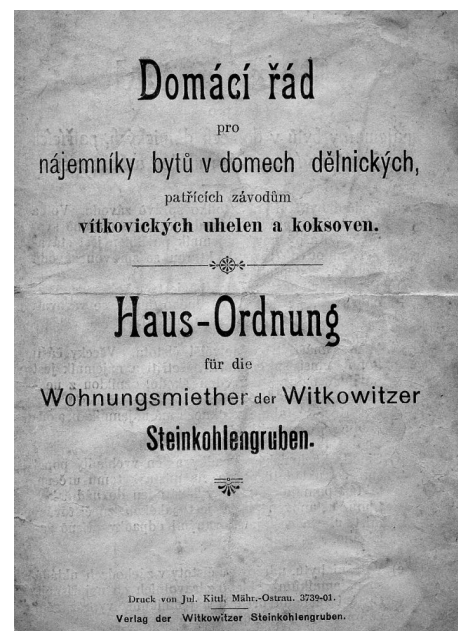 Domácí řád
pro
nájemníky bytů v domech dělnických,
patřících závodům
vítkovických uhelen a koksoven.
Haus-Ordnung
für die
Wohnungsmiether der Witkowitzer
Steinkohlengruben.
Druck von Jul. Kittl, Mähr.-Ostrau. 3739-01.
Verlag der Witkowitzer Steinkohlengruben.